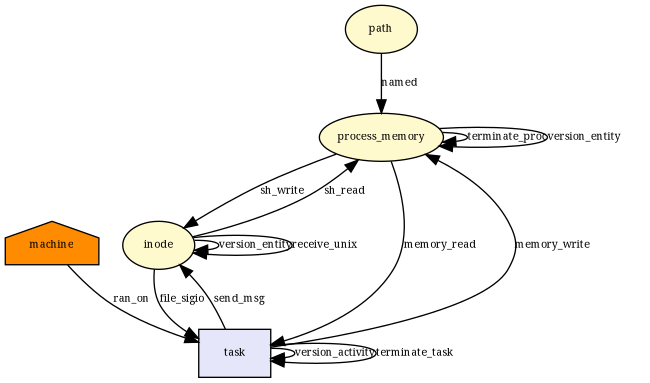 path
named
process_memory
terminate_proc
version_entity
sh_write
sh_read
machine
inode
version_entity
receive_unix
memory_read
memory_write
ran_on
file_sigio
send_msg
task
version_activity
terminate_task